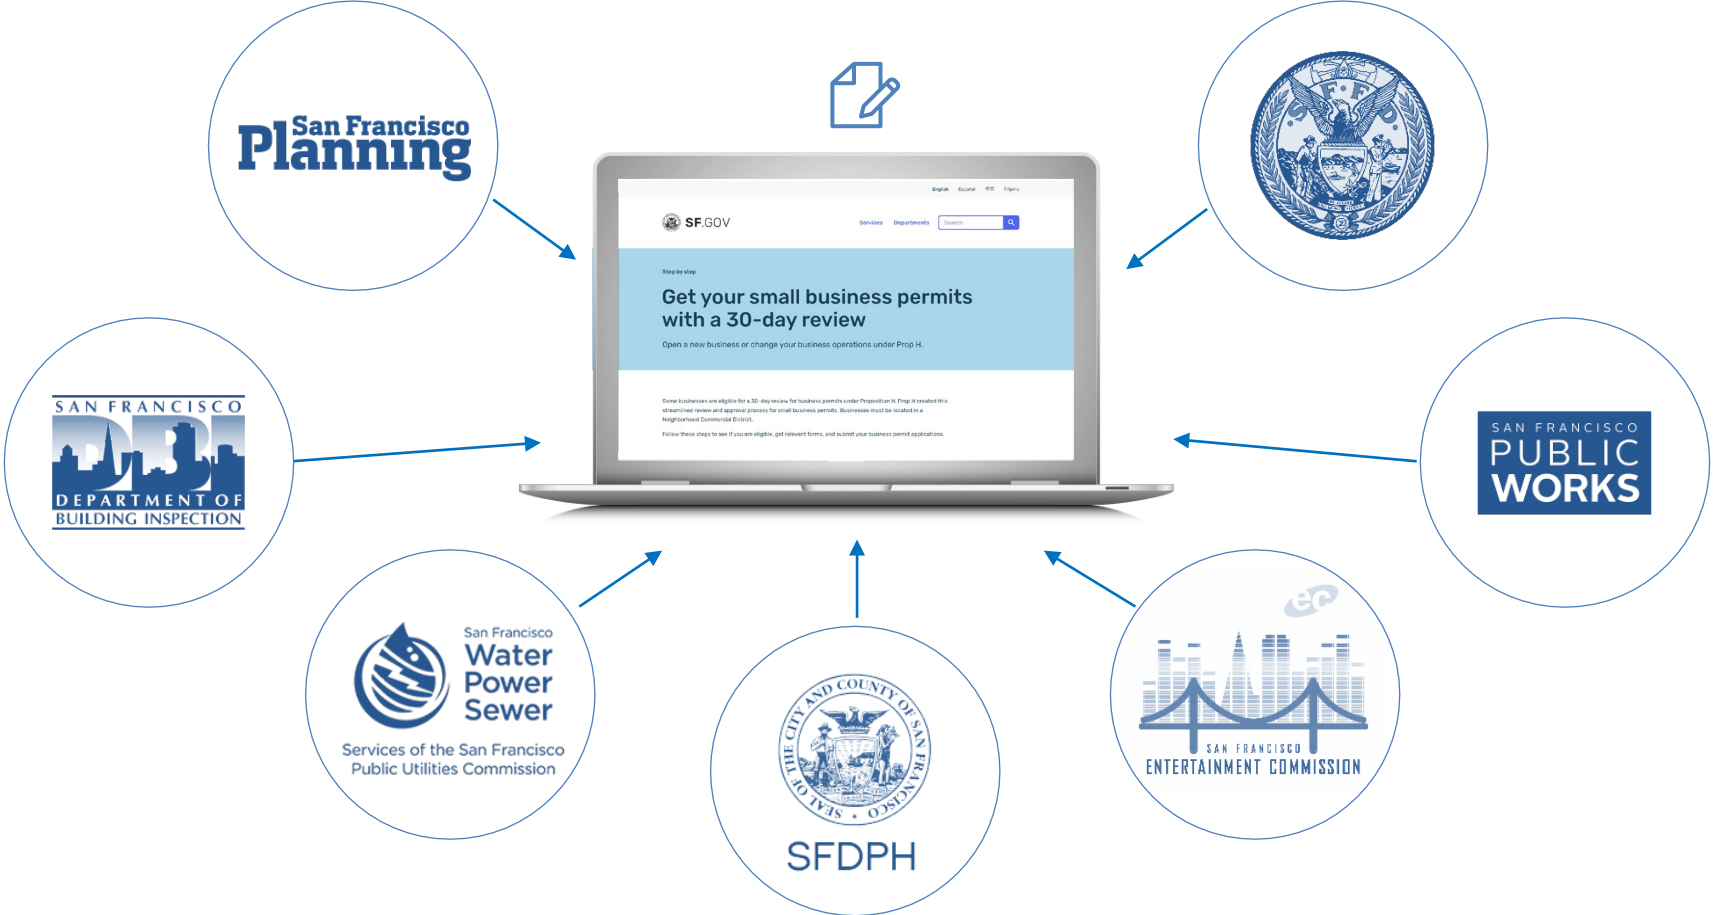 San Francisco
Planning
S.F.F.D.
English Español 中文 Filipino
SF.GOV
Services Departments Search
Step by step
Get your small business permits
with a 30-day review
Open a new business or change your business operations under Prop H.
Some businesses are eligible for a 30-day review for business permits under Proposition H. Prop H created this
streamlined review and approval process for small business permits. Businesses must be located in a
Neighborhood Commercial District.
Follow these steps to see if you are eligible, get relevant forms, and submit your business permit applications.
SAN FRANCISCO
DBI
DEPARTMENT OF
BUILDING INSPECTION
SAN FRANCISCO
PUBLIC
WORKS
San Francisco
Water
Power
Sewer
Services of the San Francisco
Public Utilities Commission
SEAL OF THE CITY AND COUNTY OF SAN FRANCISCO
SFDPH
ec
SAN FRANCISCO
ENTERTAINMENT COMMISSION